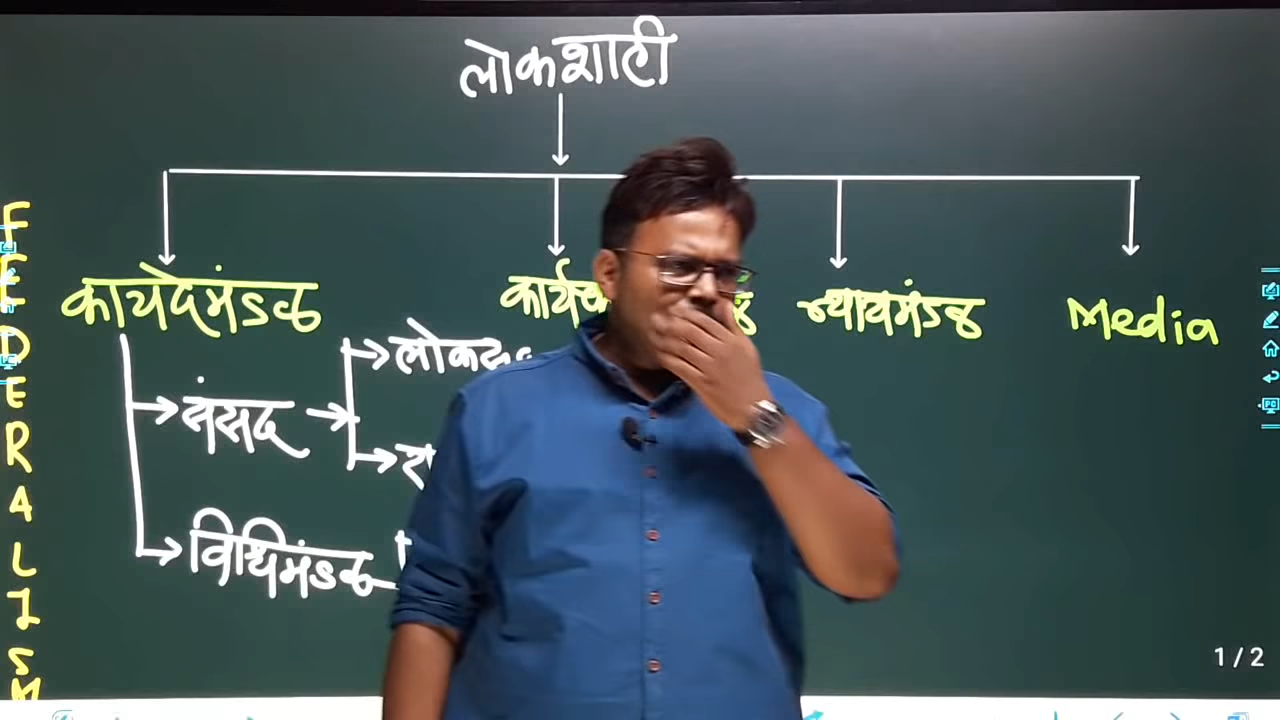 लोकशाही
कायदेमंडळ
न्यायमंडळ
Media
संसद
विधिमंडळ
FEDERALISM
1/2